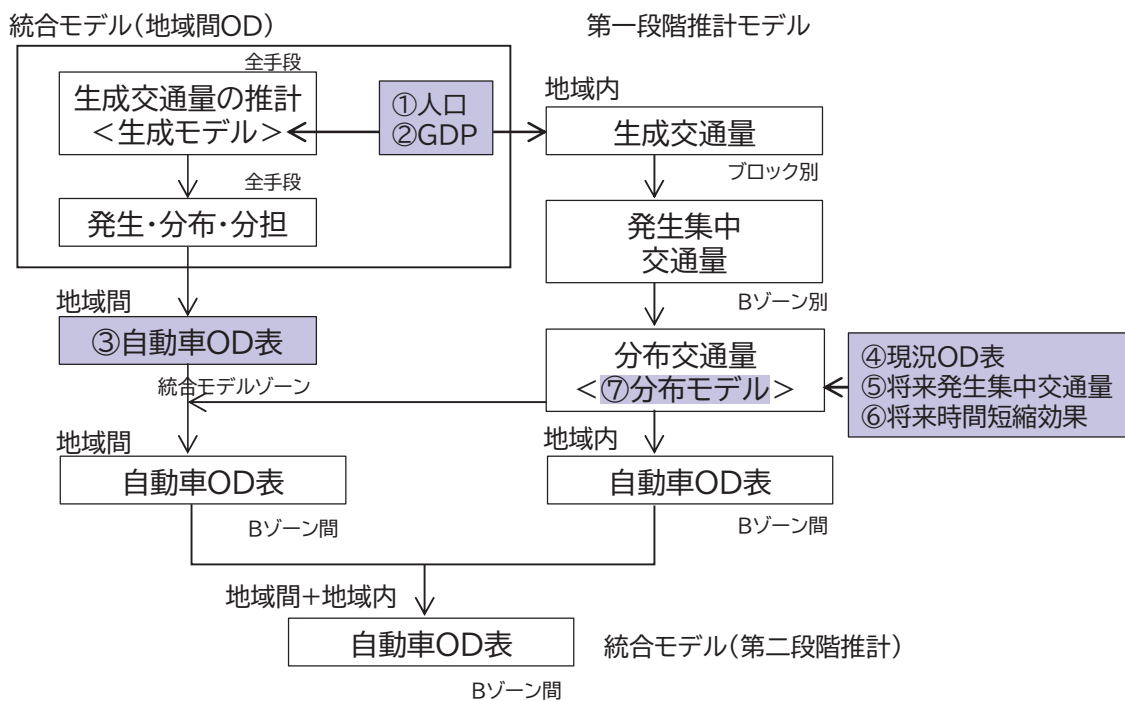 統合モデル(地域間OD)
第一段階推計モデル
全手段
生成交通量の推計
<生成モデル>
①人口
②GDP
地域内
生成交通量
ブロック別
全手段
発生・分布・分担
発生集中
交通量
Bゾーン別
地域間
③自動車OD表
統合モデルゾーン
分布交通量
<⑦分布モデル>
④現況OD表
⑤将来発生集中交通量
⑥将来時間短縮効果
地域間
自動車OD表
Bゾーン間
地域内
自動車OD表
Bゾーン間
地域間+地域内
自動車OD表
統合モデル(第二段階推計)
Bゾーン間